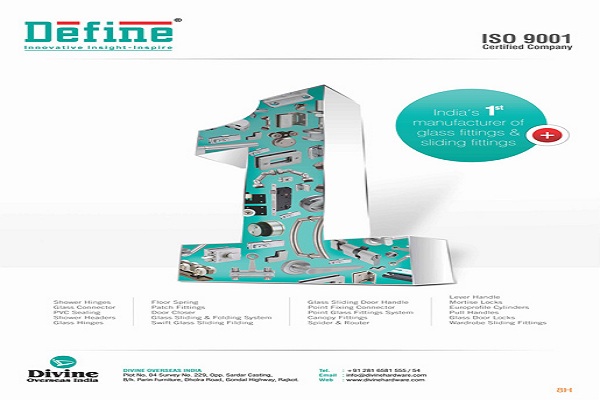 Define®
Innovative Insight-Inspire
ISO 9001
Certified Company
India's 1st
manufacturer of
glass fittings &
sliding fittings
Shower Hinges
Glass Connector
PVC Sealing
Shower Headers
Glass Hinges
Floor Spring
Patch Fittings
Door Closer
Glass Sliding & Folding System
Swift Glass Sliding Filding
Glass Sliding Door Handle
Point Fixing Connector
Point Glass Fittings System
Canopy Fittings
Spider & Router
Lever Handle
Mortise Locks
Europrofile Cylinders
Pull Handles
Glass Door Locks
Wardrobe Sliding Fittings
Divine
Overseas India
DIVINE OVERSEAS INDIA
Plot No. 84 Survey No. 229, Opp. Sardar Casting,
B/h. Parin Furniture, Dholra Road, Gondal Highway, Rajkot.
Tel. : +91 281 6581 555 / 54
Email : info@divinehardware.com
Web : www.divinehardware.com